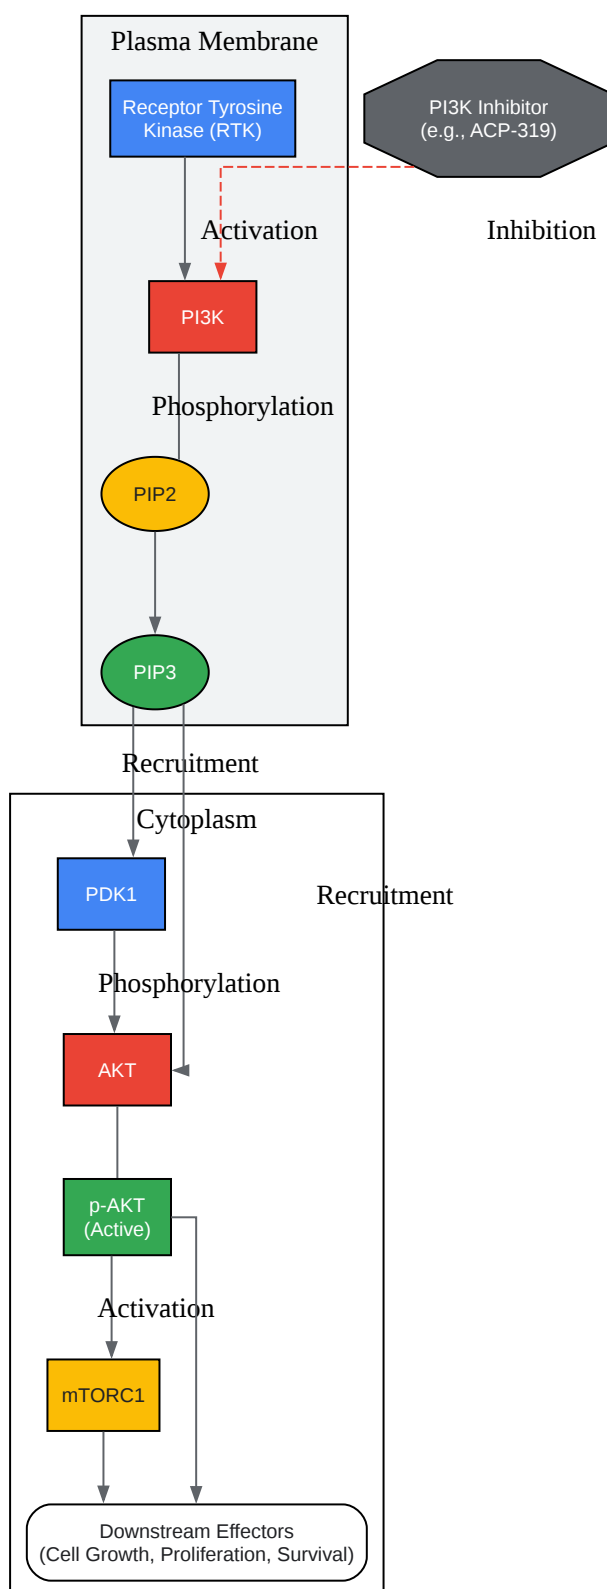 Plasma Membrane
Receptor Tyrosine
Kinase (RTK)
PI3K Inhibitor
(e.g., ACP-319)
Activation
Inhibition
PI3K
Phosphorylation
PIP2
PIP3
Recruitment
Cytoplasm
PDK1
Recruitment
Phosphorylation
AKT
p-AKT
(Active)
Activation
mTORC1
Downstream Effectors
(Cell Growth, Proliferation, Survival)